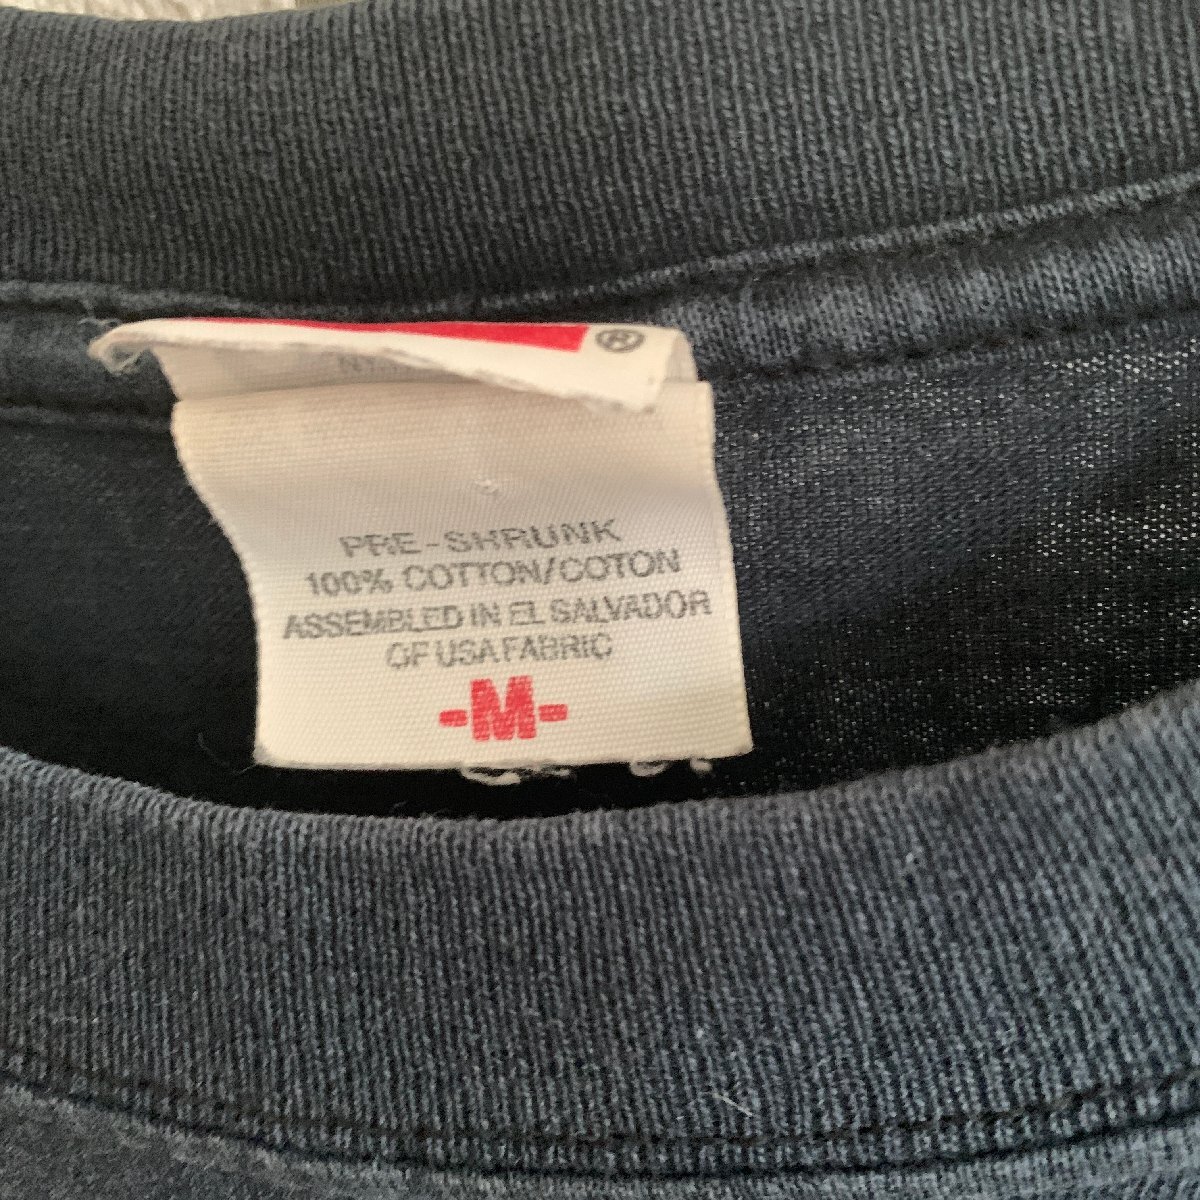 ®
PRE-SHRUNK
100% COTTON/COTON
ASSEMBLED IN EL SALVADOR
OF USA FABRIC
-M-